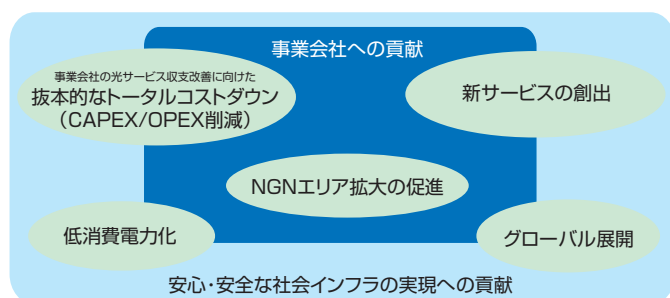 事業会社への貢献
事業会社の光サービス収支改善に向けた
抜本的なトータルコストダウン
（CAPEX/OPEX削減）
新サービスの創出
NGNエリア拡大の促進
低消費電力化
グローバル展開
安心・安全な社会インフラの実現への貢献